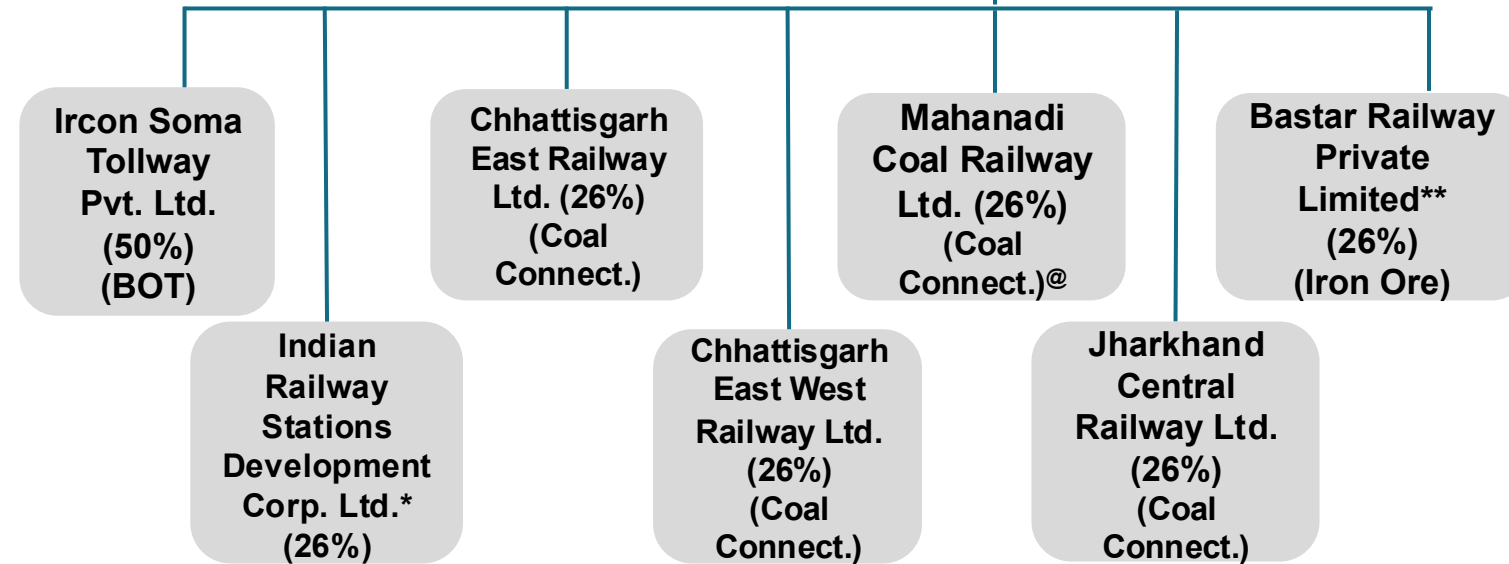 Ircon Soma
Tollway
Pvt. Ltd.
(50%)
(BOT)
Indian
Railway
Stations
Development
Corp. Ltd.*
(26%)
Chhattisgarh
East Railway
Ltd. (26%)
(Coal
Connect.)
Chhattisgarh
East West
Railway Ltd.
(26%)
(Coal
Connect.)
Mahanadi
Coal Railway
Ltd. (26%)
(Coal
Connect.)@
Jharkhand
Central
Railway Ltd.
(26%)
(Coal
Connect.)
Bastar Railway
Private
Limited**
(26%)
(Iron Ore)